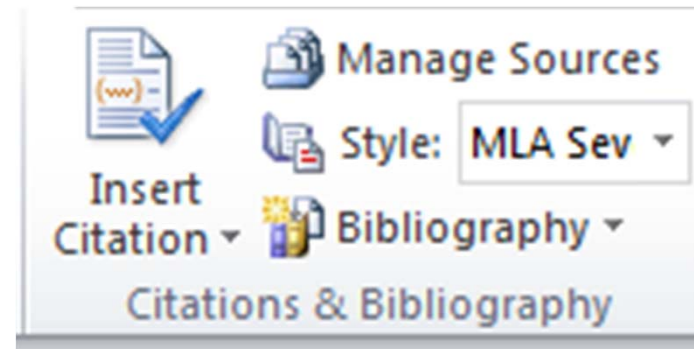 Insert
Citation
Manage Sources
Style: MLA Sev
Bibliography
Citations & Bibliography